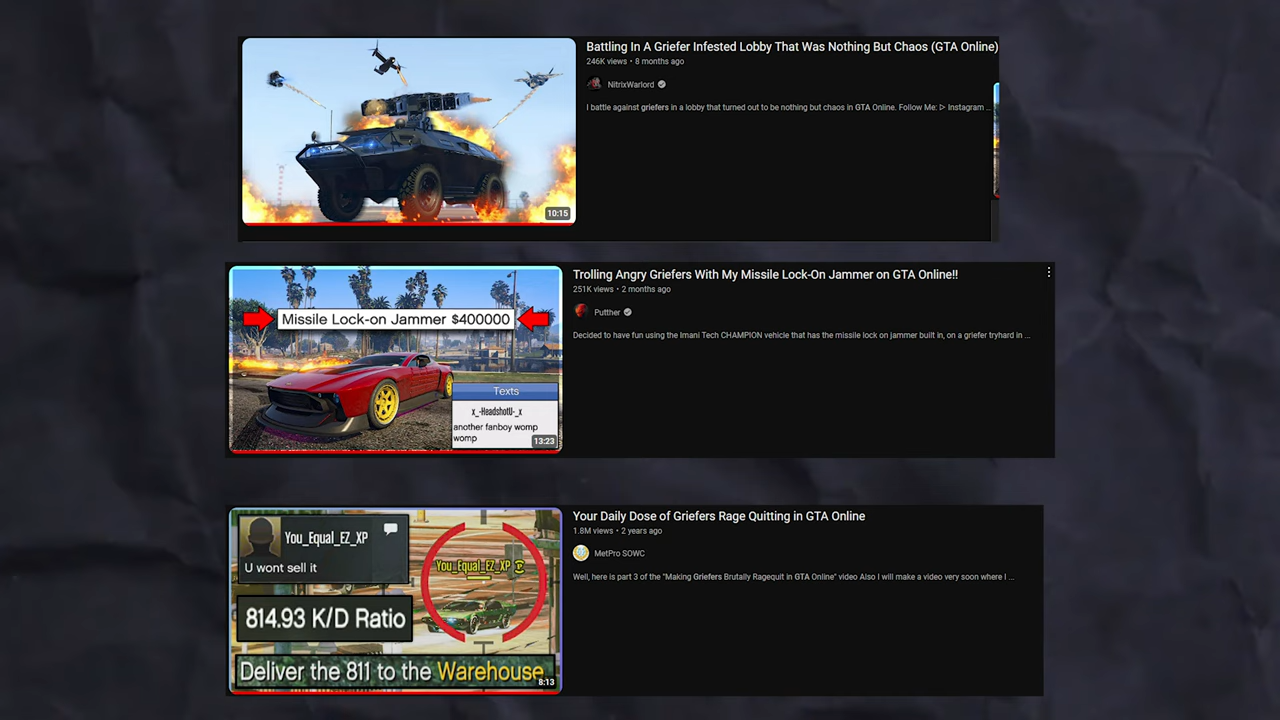 Battling In A Griefer Infested Lobby That Was Nothing But Chaos (GTA Online)
246K views • 8 months ago
NitrixWarlord
I battle against griefers in a lobby that turned out to be nothing but chaos in GTA Online. Follow Me: ▷ Instagram ...
10:15
Trolling Angry Griefers With My Missile Lock-On Jammer on GTA Online!!
251K views • 2 months ago
Putther
Decided to have fun using the Imani Tech CHAMPION vehicle that has the missile lock on jammer built in, on a griefer tryhard in ...
Missile Lock-on Jammer $400000
Texts
x_-HeadshotU-_x
another fanboy womp
womp
13:23
Your Daily Dose of Griefers Rage Quitting in GTA Online
1.8M views • 2 years ago
MetPro SOWC
Well, here is part 3 of the "Making Griefers Brutally Ragequit in GTA Online" video Also I will make a video very soon where I ...
You_Equal_EZ_XP
U wont sell it
You_Equal_EZ_XP
814.93 K/D Ratio
Deliver the 811 to the Warehouse
8:13